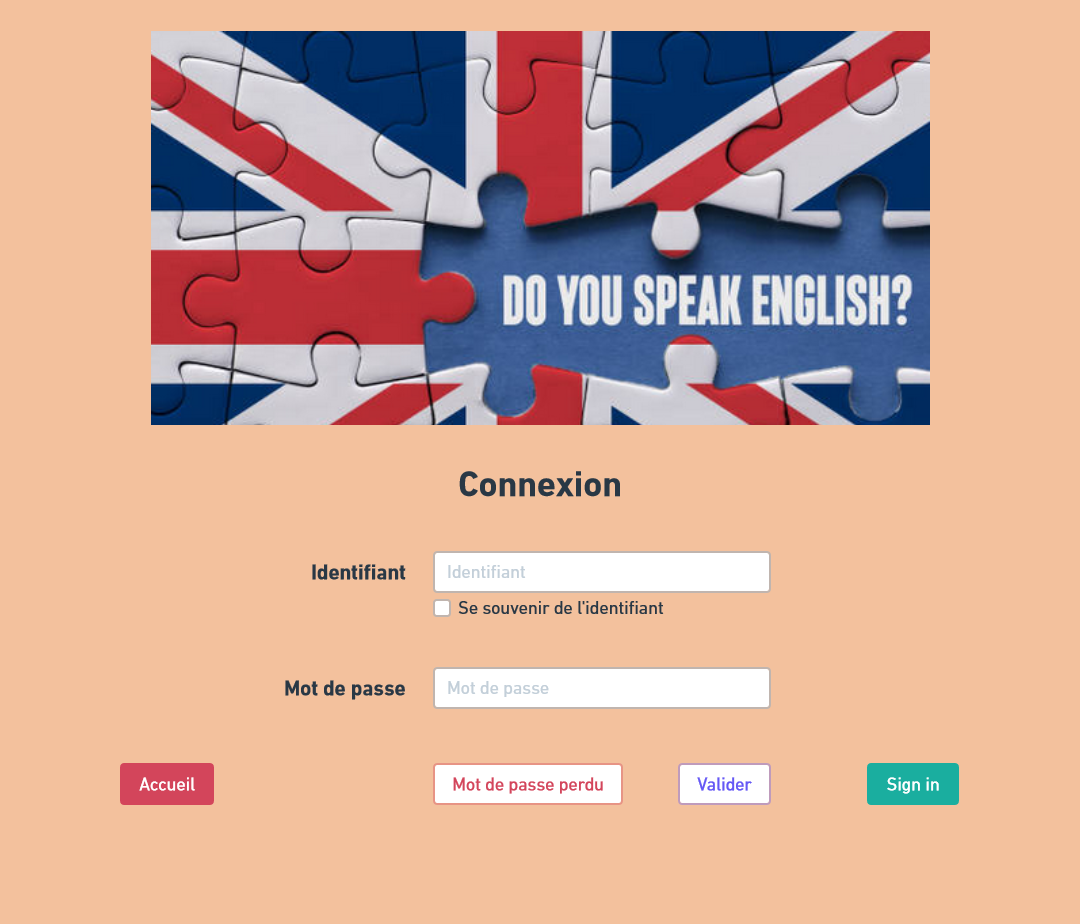 DO YOU SPEAK ENGLISH?
Connexion
Identifiant
Identifiant
Se souvenir de l'identifiant
Mot de passe
Mot de passe
Accueil
Mot de passe perdu
Valider
Sign in